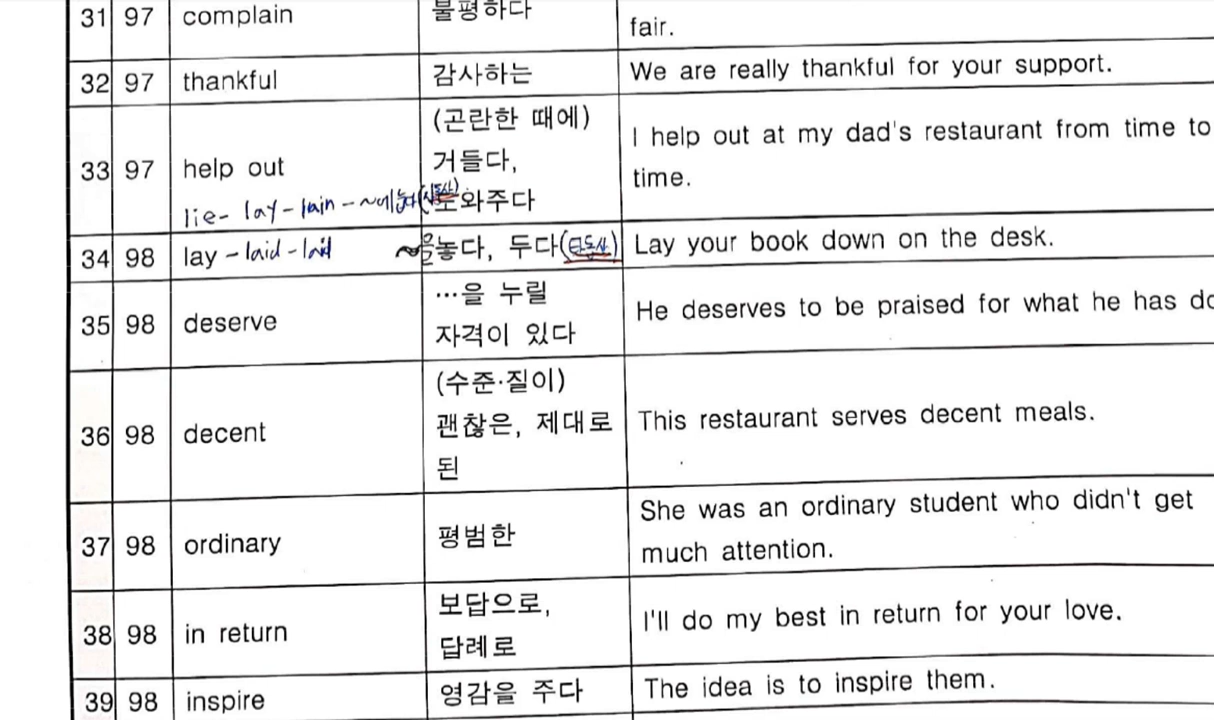 31 97 complain 불평하다 fair.
32 97 thankful 감사하는 We are really thankful for your support.
33 97 help out (곤란한 때에) 거들다, 도와주다 I help out at my dad's restaurant from time to time.
lie- lay - lain - ~에 놓다
34 98 lay - laid - laid ~을 놓다, 두다 (타동사) Lay your book down on the desk.
35 98 deserve …을 누릴 자격이 있다 He deserves to be praised for what he has do
36 98 decent (수준·질이) 괜찮은, 제대로 된 This restaurant serves decent meals.
37 98 ordinary 평범한 She was an ordinary student who didn't get much attention.
38 98 in return 보답으로, 답례로 I'll do my best in return for your love.
39 98 inspire 영감을 주다 The idea is to inspire them.